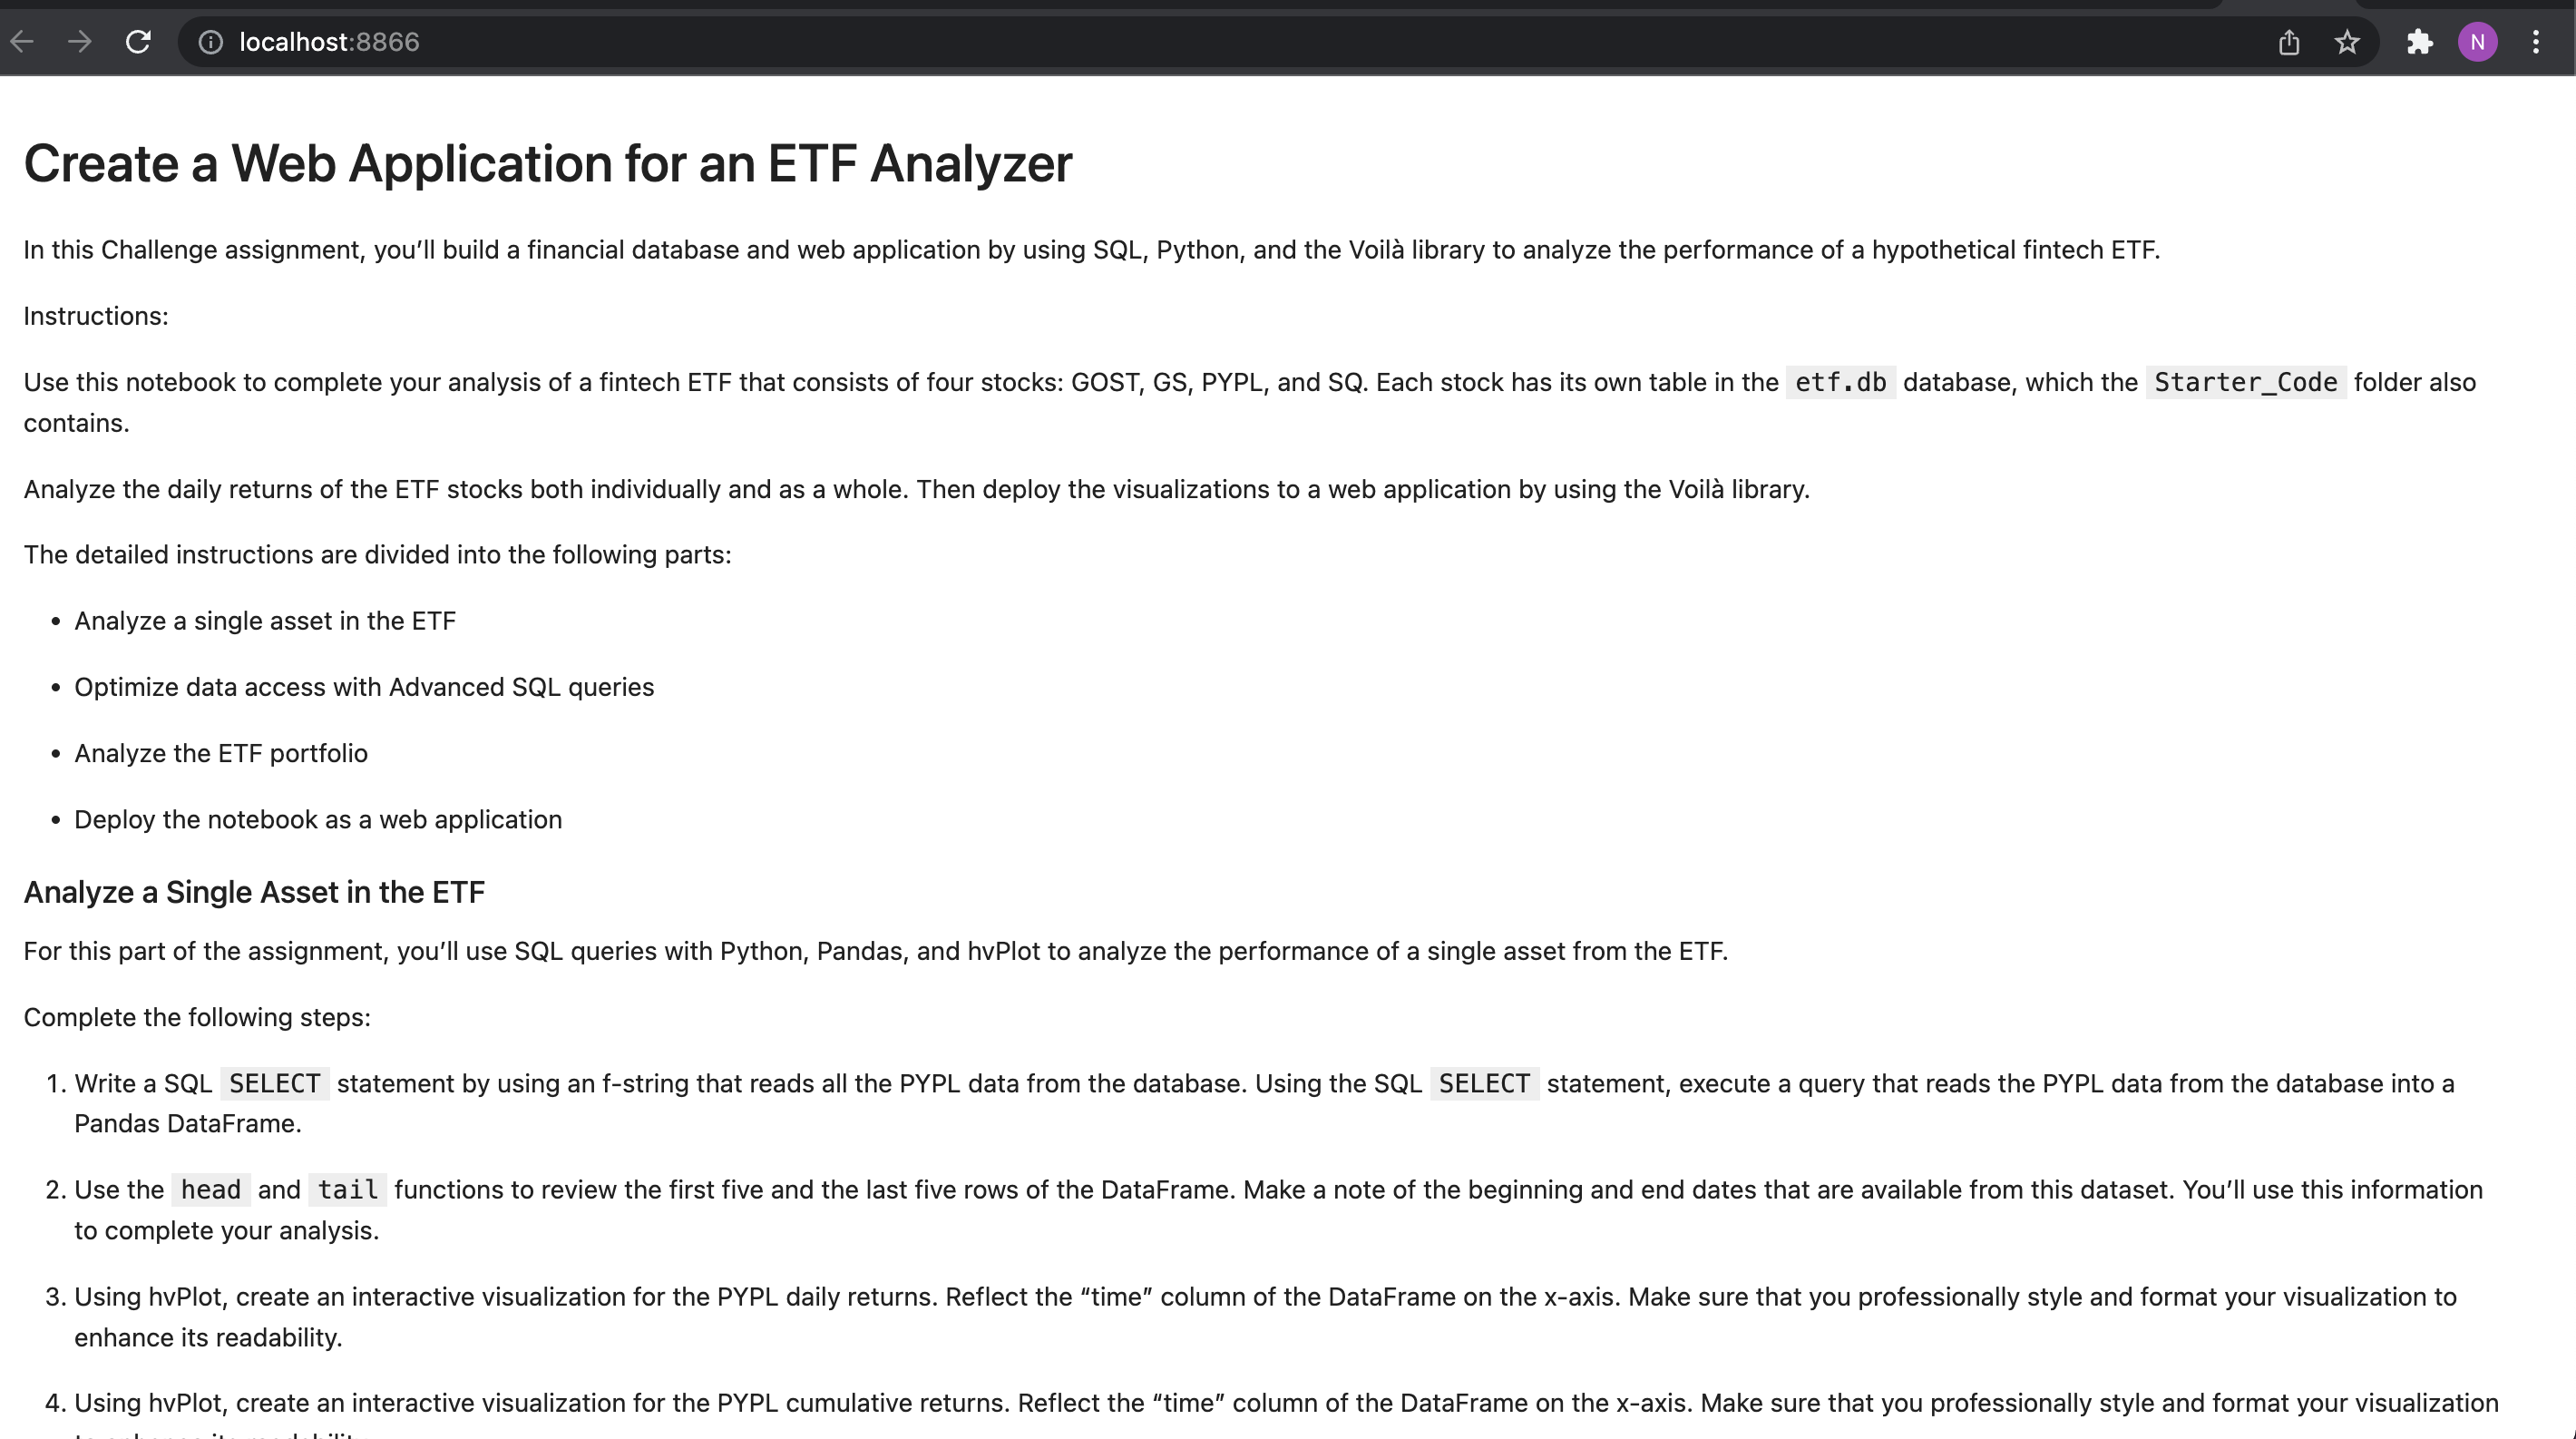 localhost:8866
N
Create a Web Application for an ETF Analyzer
In this Challenge assignment, you’ll build a financial database and web application by using SQL, Python, and the Voilà library to analyze the performance of a hypothetical fintech ETF.
Instructions:
Use this notebook to complete your analysis of a fintech ETF that consists of four stocks: GOST, GS, PYPL, and SQ. Each stock has its own table in the etf.db database, which the Starter_Code folder also
contains.
Analyze the daily returns of the ETF stocks both individually and as a whole. Then deploy the visualizations to a web application by using the Voilà library.
The detailed instructions are divided into the following parts:
• Analyze a single asset in the ETF
• Optimize data access with Advanced SQL queries
• Analyze the ETF portfolio
• Deploy the notebook as a web application
Analyze a Single Asset in the ETF
For this part of the assignment, you’ll use SQL queries with Python, Pandas, and hvPlot to analyze the performance of a single asset from the ETF.
Complete the following steps:
1. Write a SQL SELECT statement by using an f-string that reads all the PYPL data from the database. Using the SQL SELECT statement, execute a query that reads the PYPL data from the database into a
Pandas DataFrame.
2. Use the head and tail functions to review the first five and the last five rows of the DataFrame. Make a note of the beginning and end dates that are available from this dataset. You’ll use this information
to complete your analysis.
3. Using hvPlot, create an interactive visualization for the PYPL daily returns. Reflect the “time” column of the DataFrame on the x-axis. Make sure that you professionally style and format your visualization to
enhance its readability.
4. Using hvPlot, create an interactive visualization for the PYPL cumulative returns. Reflect the “time” column of the DataFrame on the x-axis. Make sure that you professionally style and format your visualization